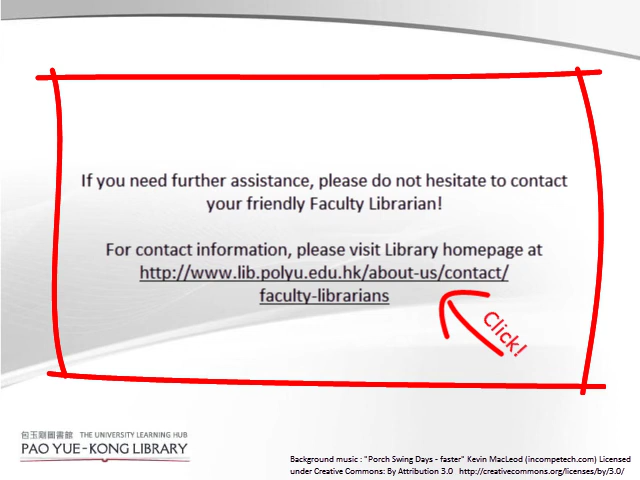 If you need further assistance, please do not hesitate to contact
your friendly Faculty Librarian!
For contact information, please visit Library homepage at
http://www.lib.polyu.edu.hk/about-us/contact/
faculty-librarians
Click!
包玉剛圖書館 THE UNIVERSITY LEARNING HUB
PAO YUE-KONG LIBRARY
Background music : "Porch Swing Days - faster" Kevin MacLeod (incompetech.com) Licensed
under Creative Commons: By Attribution 3.0 http://creativecommons.org/licenses/by/3.0/